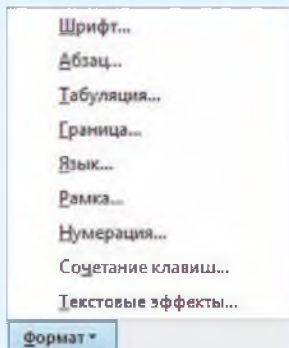 Шрифт...
Абзац...
Табуляция...
Граница...
Язык...
Рамка...
Нумерация...
Сочетание клавиш...
Текстовые эффекты...
Формат